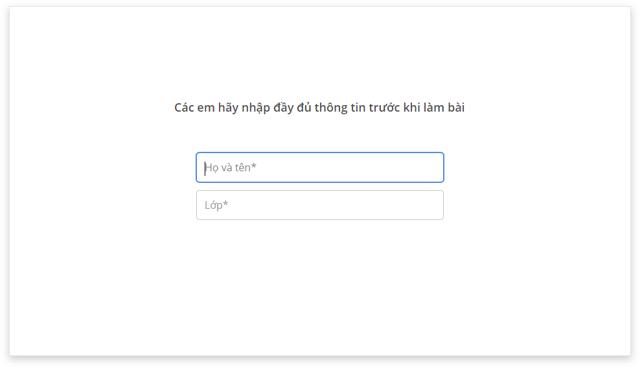 Các em hãy nhập đầy đủ thông tin trước khi làm bài
Họ và tên*
Lớp*